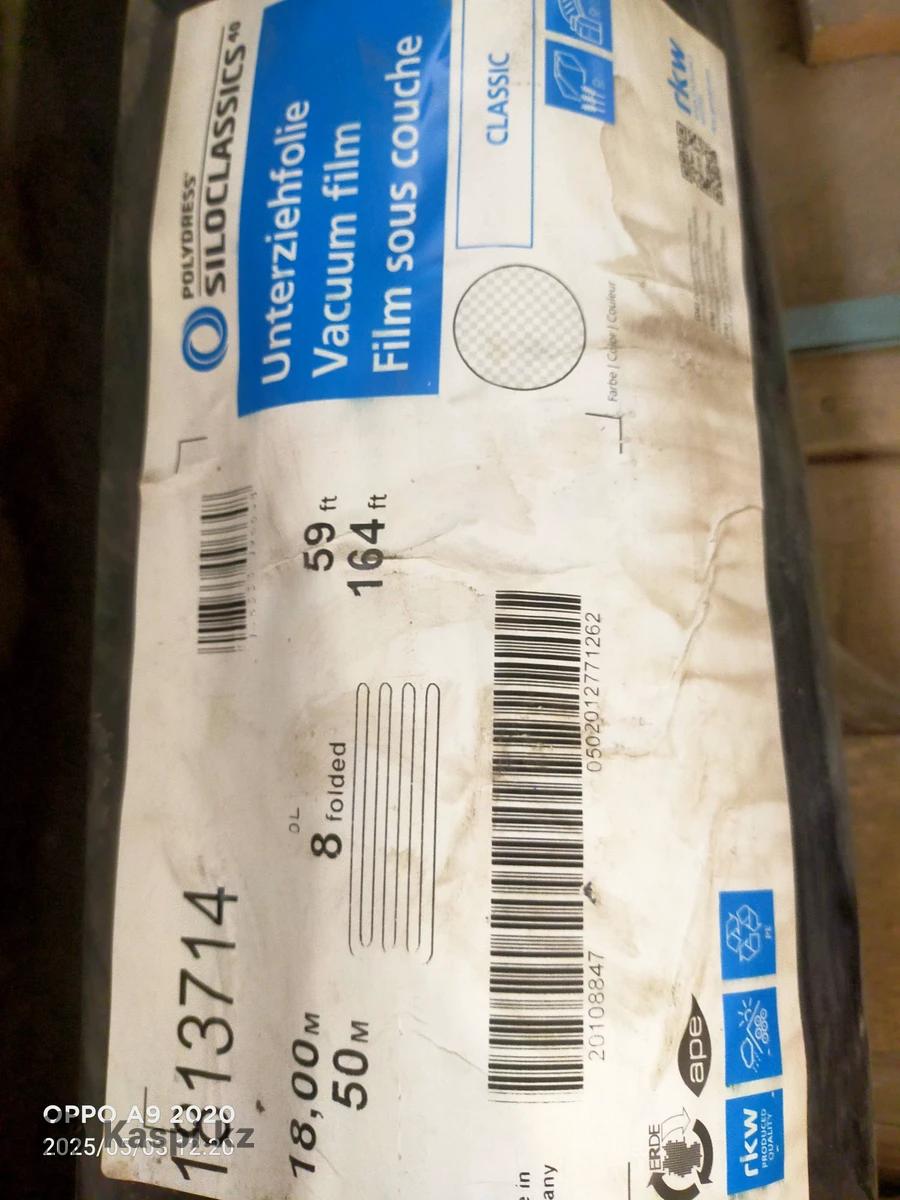 POLYDRESS
SILOCLASSICS 40
Unterziehfolie
Vacuum film
Film sous couche
CLASSIC
Farbe | Color | Couleur
rkw
59 ft
164 ft
8 folded
13714
18,00 M
50 M
0502012771262
20108847
ERDE
ape
PE
rkw
PRODUCED
QUALITY
OPPO A9 2020
Kaspi.kz